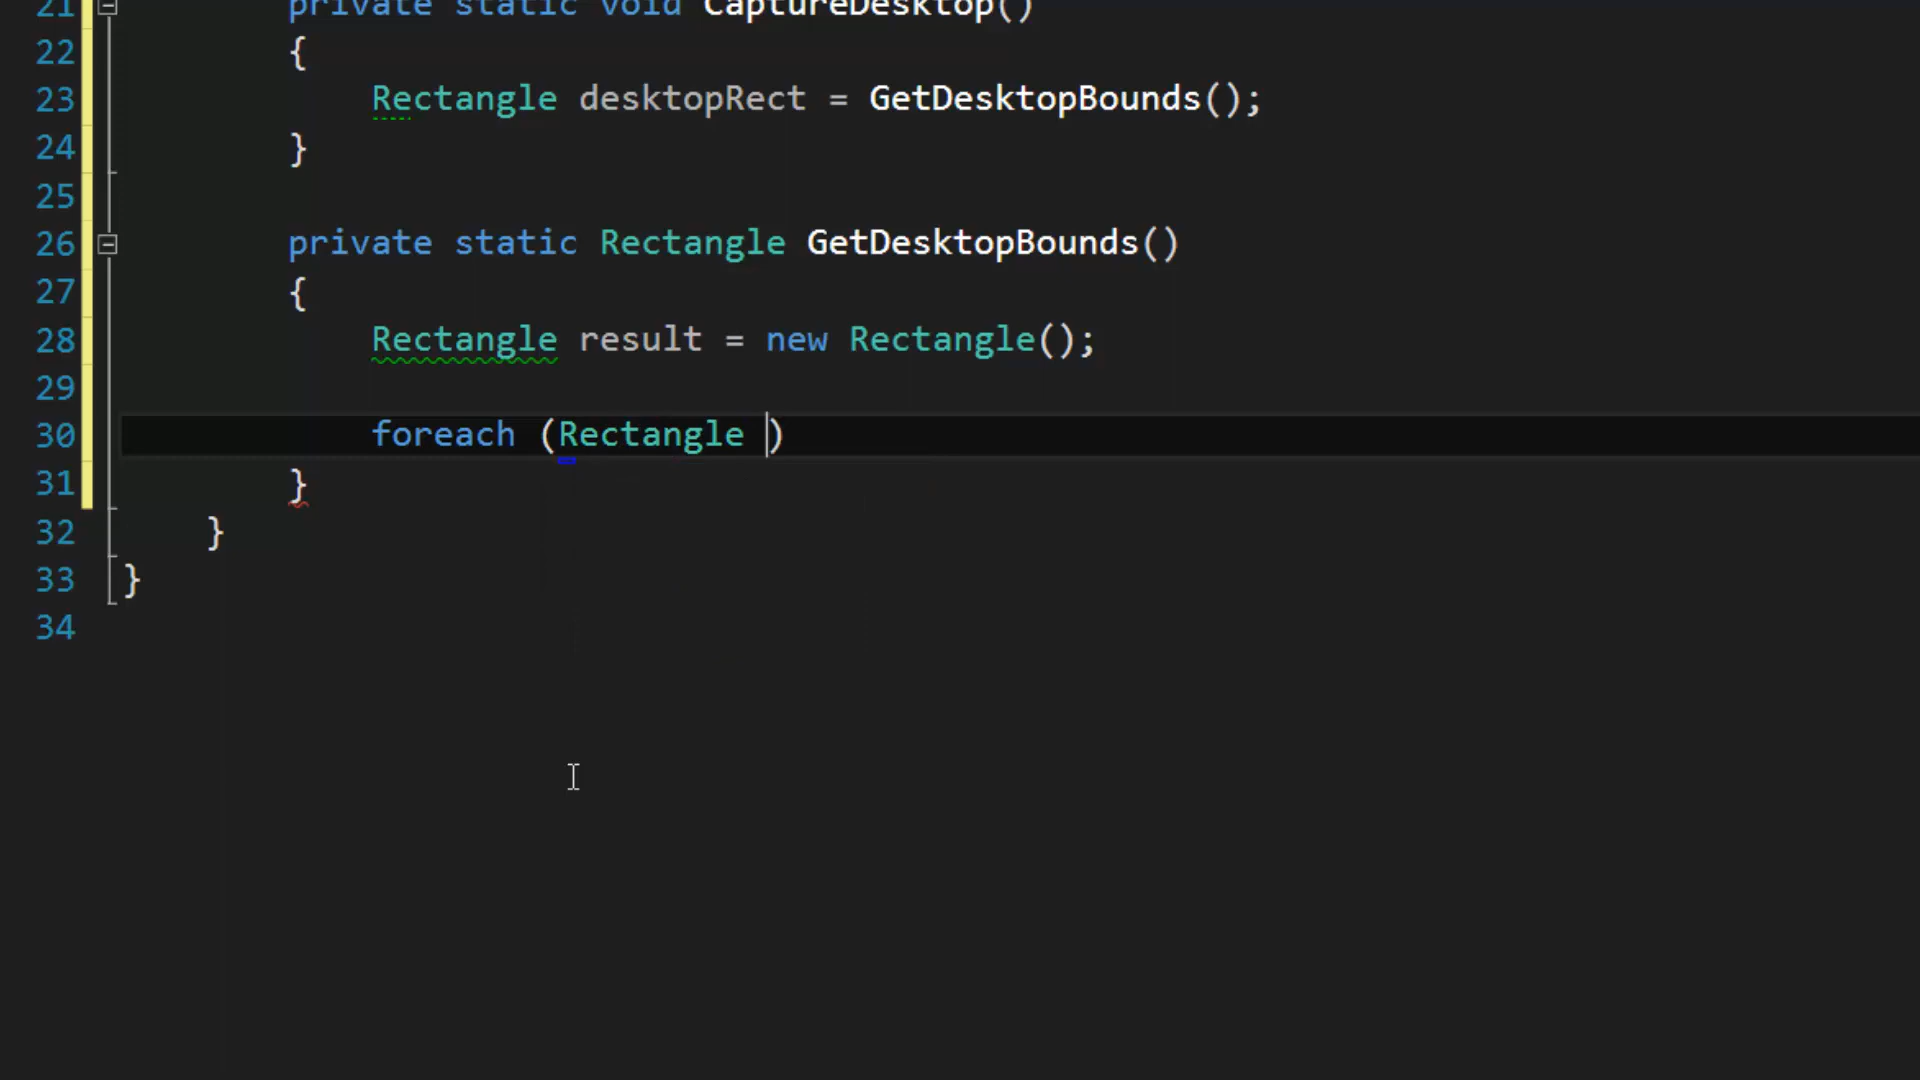 21 private static void CaptureDesktop()
22 {
23 Rectangle desktopRect = GetDesktopBounds();
24 }
25
26 private static Rectangle GetDesktopBounds()
27 {
28 Rectangle result = new Rectangle();
29
30 foreach (Rectangle )
31 }
32 }
33 }
34